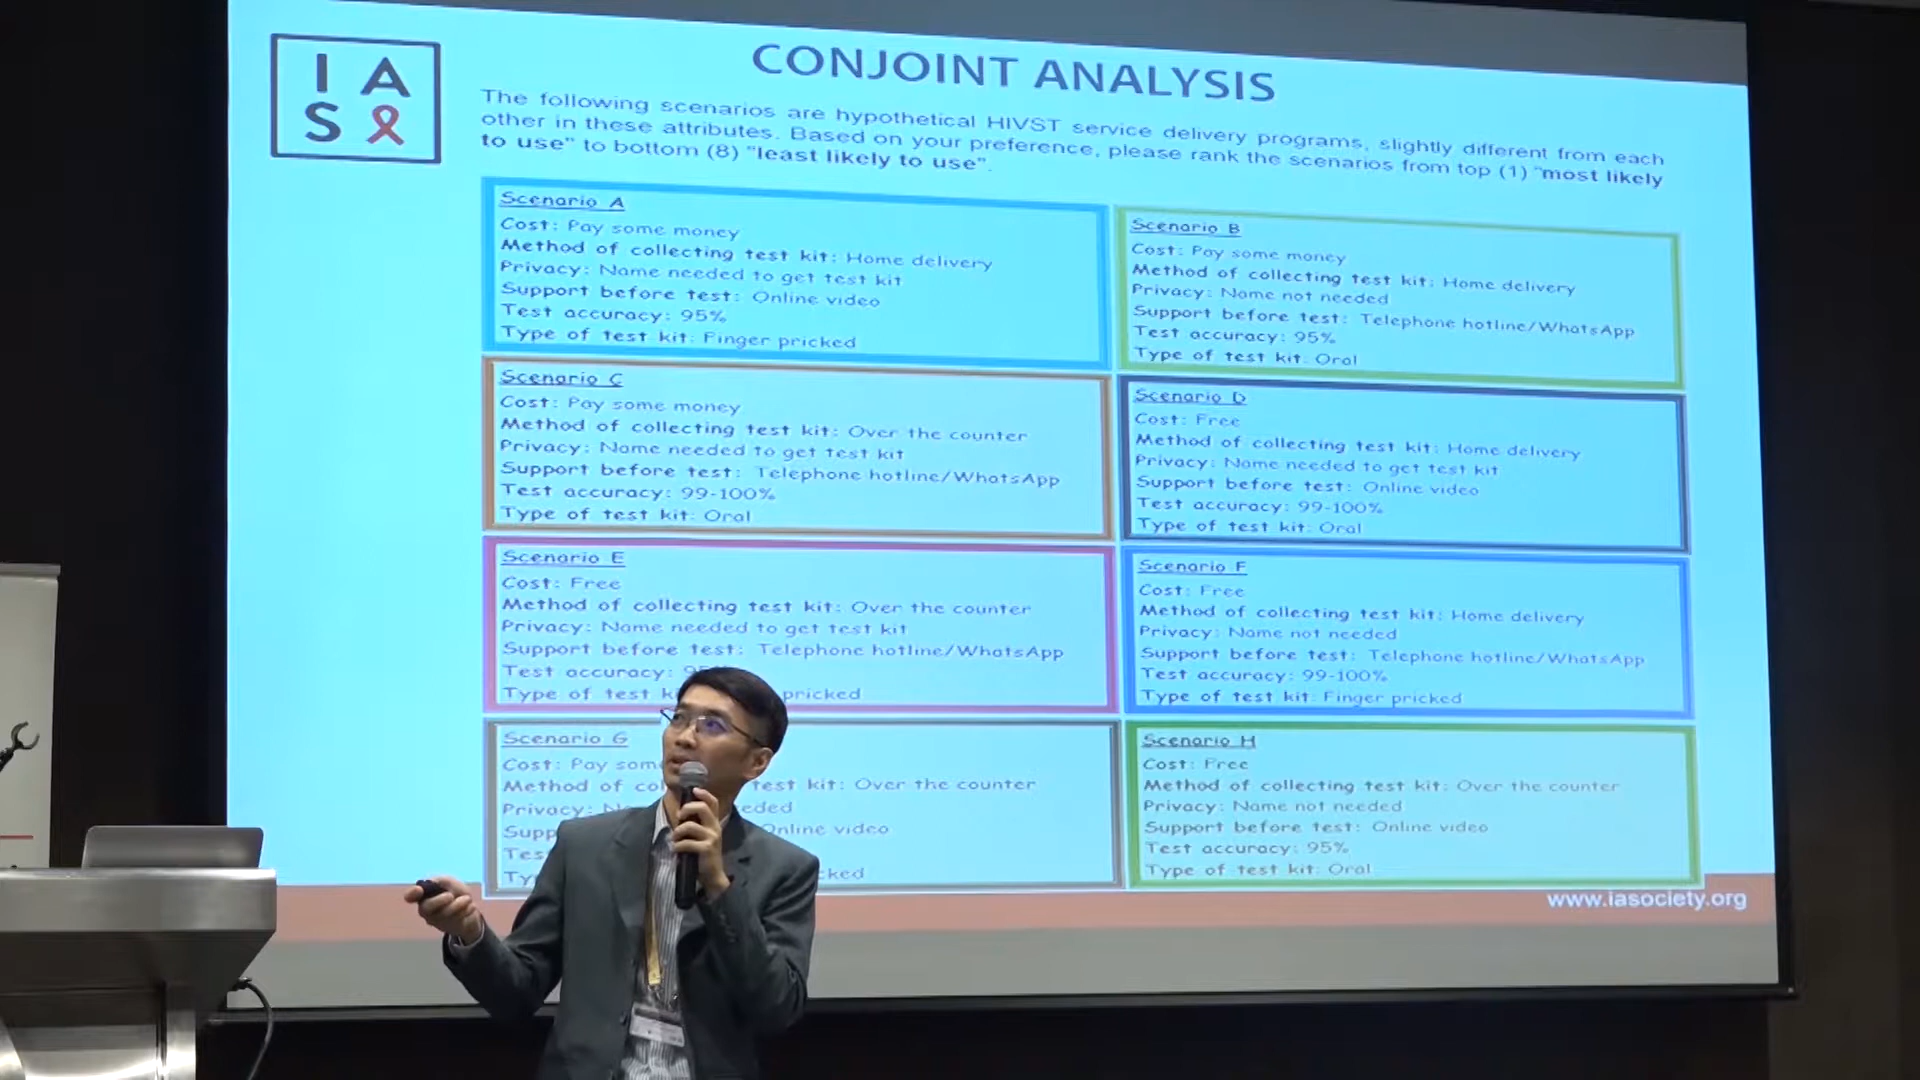 I A
S
CONJOINT ANALYSIS
The following scenarios are hypothetical HIVST service delivery programs, slightly different from each
other in these attributes. Based on your preference, please rank the scenarios from top (1) "most likely
to use" to bottom (8) "least likely to use".
Scenario A
Cost: Pay some money
Method of collecting test kit: Home delivery
Privacy: Name needed to get test kit
Support before test: Online video
Test accuracy: 95%
Type of test kit: Finger pricked
Scenario B
Cost: Pay some money
Method of collecting test kit: Home delivery
Privacy: Name not needed
Support before test: Telephone hotline/WhatsApp
Test accuracy: 95%
Type of test kit: Oral
Scenario C
Cost: Pay some money
Method of collecting test kit: Over the counter
Privacy: Name needed to get test kit
Support before test: Telephone hotline/WhatsApp
Test accuracy: 99-100%
Type of test kit: Oral
Scenario D
Cost: Free
Method of collecting test kit: Home delivery
Privacy: Name needed to get test kit
Support before test: Online video
Test accuracy: 99-100%
Type of test kit: Oral
Scenario E
Cost: Free
Method of collecting test kit: Over the counter
Privacy: Name needed to get test kit
Support before test: Telephone hotline/WhatsApp
Test accuracy:
Type of test pricked
Scenario F
Cost: Free
Method of collecting test kit: Home delivery
Privacy: Name not needed
Support before test: Telephone hotline/WhatsApp
Test accuracy: 99-100%
Type of test kit: Finger pricked
Scenario G
Cost: Pay
Method of test kit: Over the counter
Privacy:
Online video
Scenario H
Cost: Free
Method of collecting test kit: Over the counter
Privacy: Name not needed
Support before test: Online video
Test accuracy: 95%
Type of test kit: Oral
www.iasociety.org